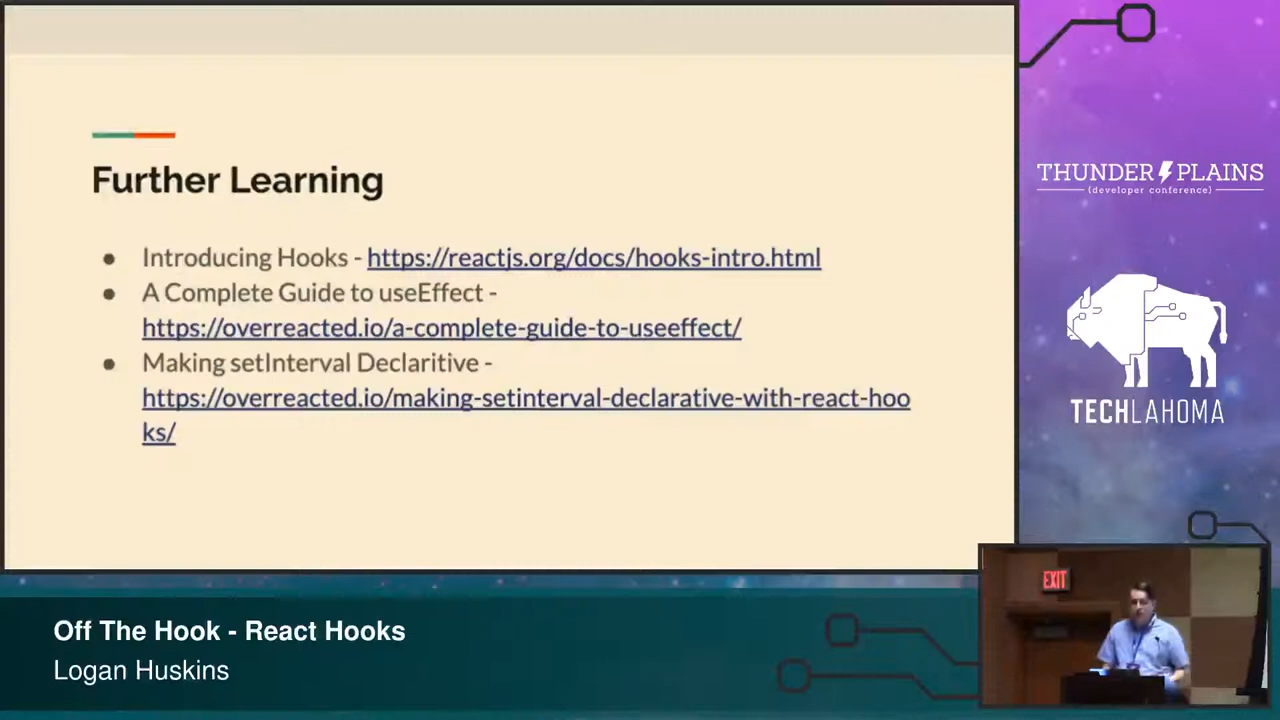 Further Learning
● Introducing Hooks - https://reactjs.org/docs/hooks-intro.html
● A Complete Guide to useEffect -
https://overreacted.io/a-complete-guide-to-useeffect/
● Making setInterval Declaritive -
https://overreacted.io/making-setinterval-declarative-with-react-hoo
ks/
THUNDER PLAINS
{developer conference}
TECHLAHOMA
EXIT
Off The Hook - React Hooks
Logan Huskins